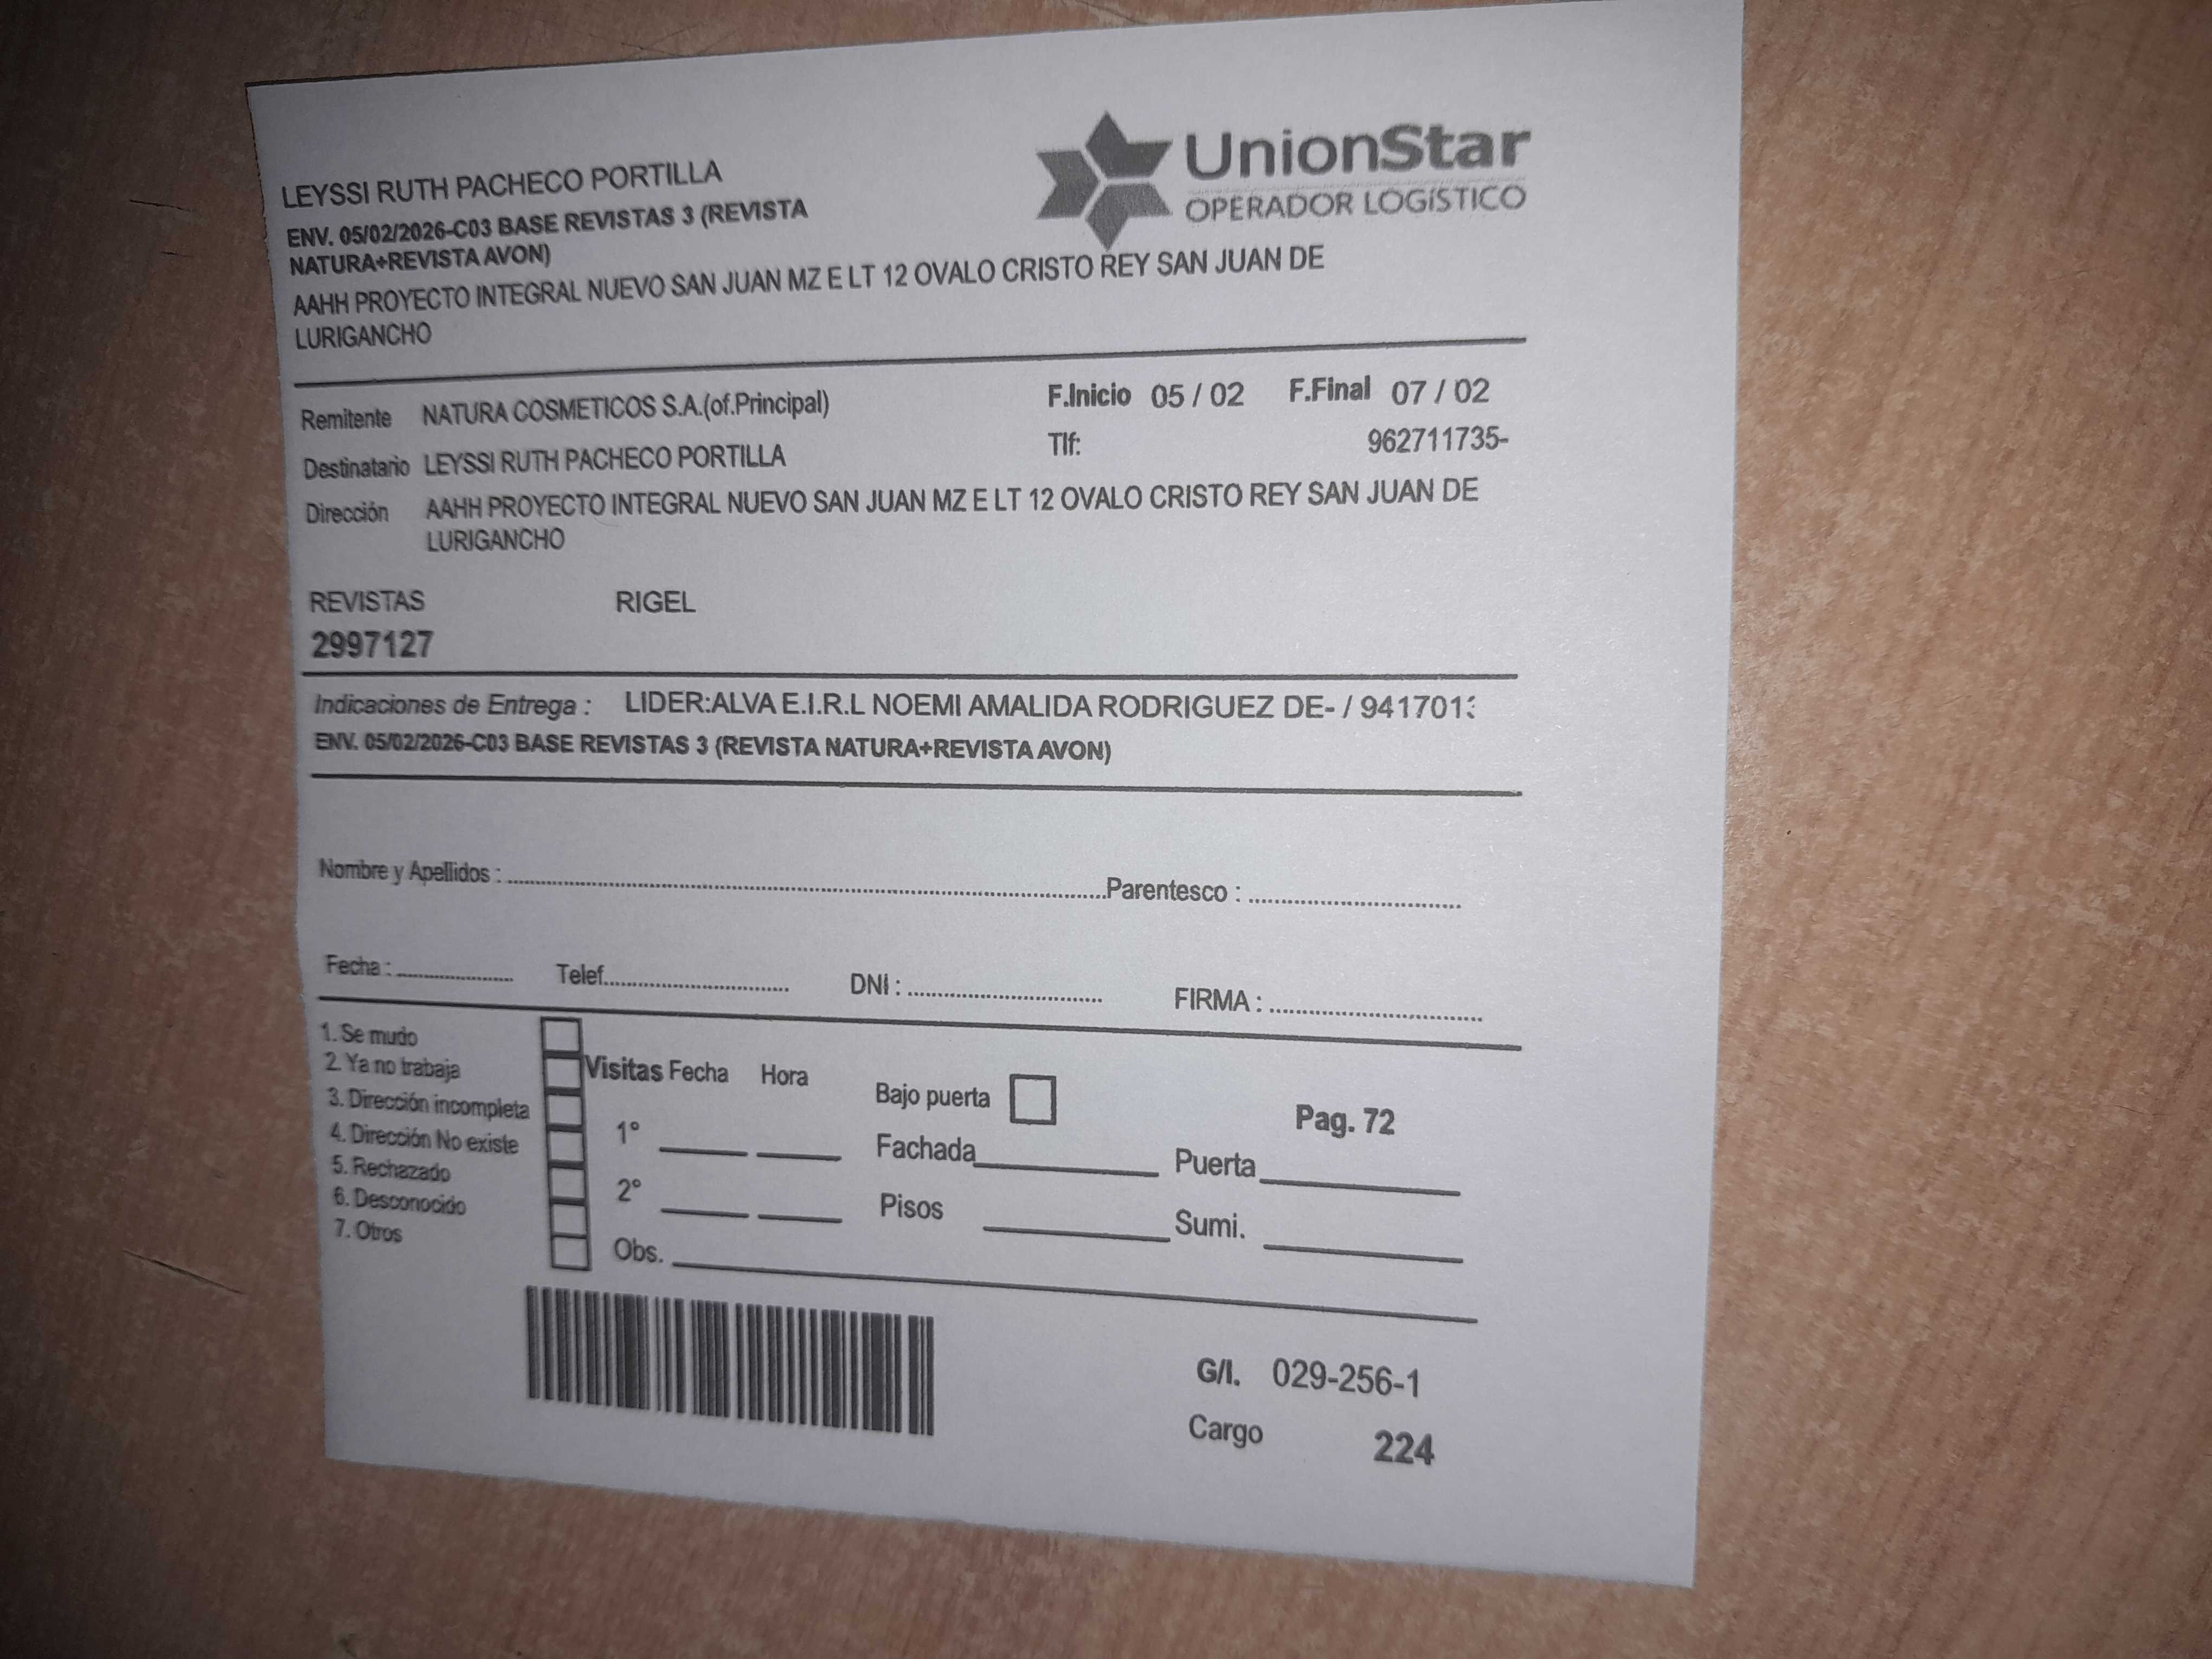 UnionStar
OPERADOR LOGÍSTICO
LEYSSI RUTH PACHECO PORTILLA
ENV. 05/02/2026-C03 BASE REVISTAS 3 (REVISTA
NATURA+REVISTA AVON)
AAHH PROYECTO INTEGRAL NUEVO SAN JUAN MZ E LT 12 OVALO CRISTO REY SAN JUAN DE
LURIGANCHO
Remitente NATURA COSMETICOS S.A.(of.Principal) F.Inicio 05 / 02 F.Final 07 / 02
Destinatario LEYSSI RUTH PACHECO PORTILLA Tlf: 962711735-
Dirección AAHH PROYECTO INTEGRAL NUEVO SAN JUAN MZ E LT 12 OVALO CRISTO REY SAN JUAN DE
LURIGANCHO
REVISTAS RIGEL
2997127
Indicaciones de Entrega : LIDER:ALVA E.I.R.L NOEMI AMALIDA RODRIGUEZ DE- / 941701
ENV. 05/02/2026-C03 BASE REVISTAS 3 (REVISTA NATURA+REVISTA AVON)
Nombre y Apellidos : Parentesco :
Fecha : Telef. DNI : FIRMA :
1. Se mudo
2. Ya no trabaja
3. Dirección incompleta
4. Dirección No existe
5. Rechazado
6. Desconocido
7. Otros
Visitas Fecha Hora
1°
2°
Obs.
Bajo puerta
Fachada
Pisos
Pag. 72
Puerta
Sumi.
G/I. 029-256-1
Cargo 224